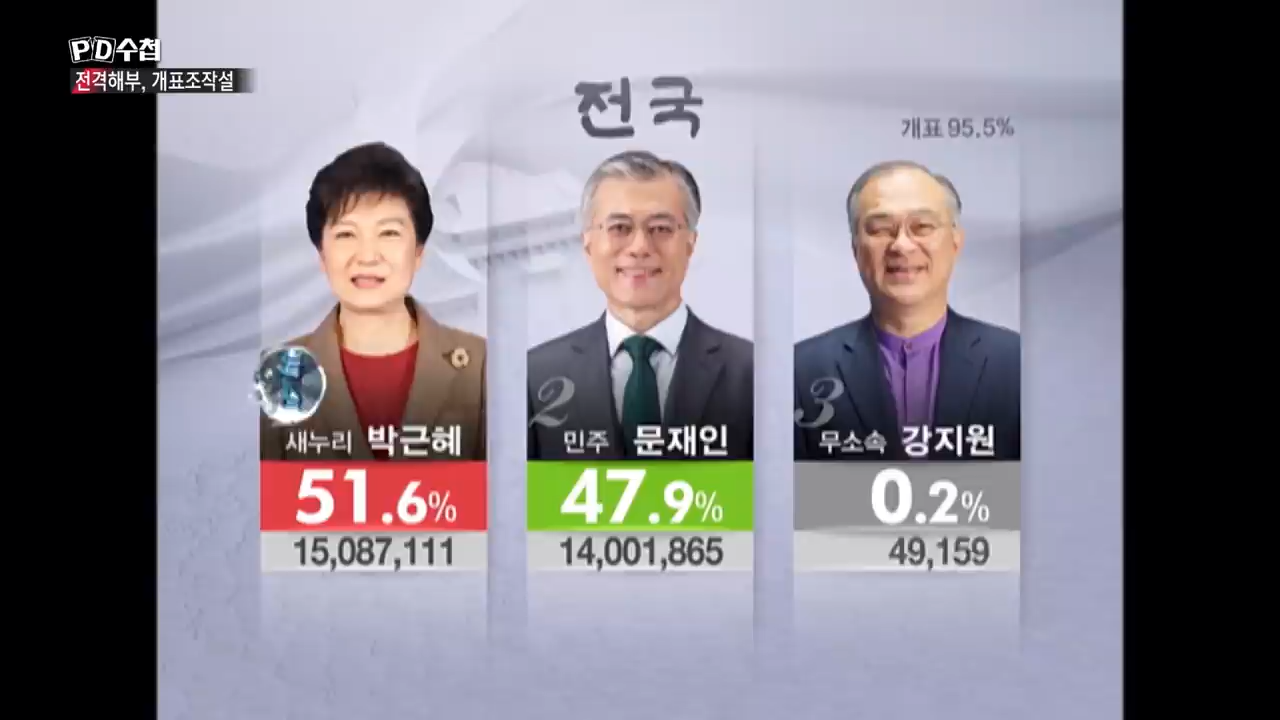 PD수첩
전격해부, 개표조작설
전국
개표 95.5%
새누리 박근혜
51.6%
15,087,111
2
민주 문재인
47.9%
14,001,865
3
무소속 강지원
0.2%
49,159